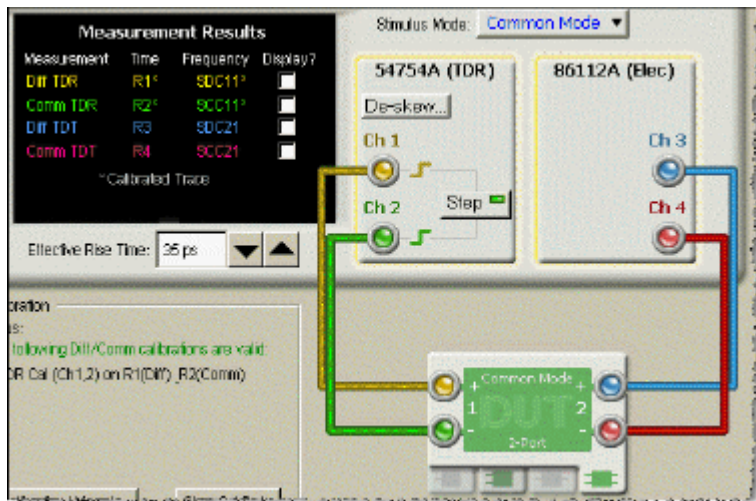 Measurement Results
Measurement Time Frequency Display?
Diff TDR R1° SDC11°
Comm TDR R2° SCC11°
Diff TDT R3 SDC21
Comm TDT R4 SCC21
°Calibrated Trace
Effective Rise Time: 35 ps
Stimulus Mode: Common Mode
54754A (TDR)
De-skew...
Ch 1
Ch 2
Step
86112A (Elec)
Ch 3
Ch 4
following Diff/Comm calibrations are valid:
Cal (Ch1,2) on R1(Diff) R2(Comm)
Common Mode
+ +
1 DUT 2
- -
2-Port